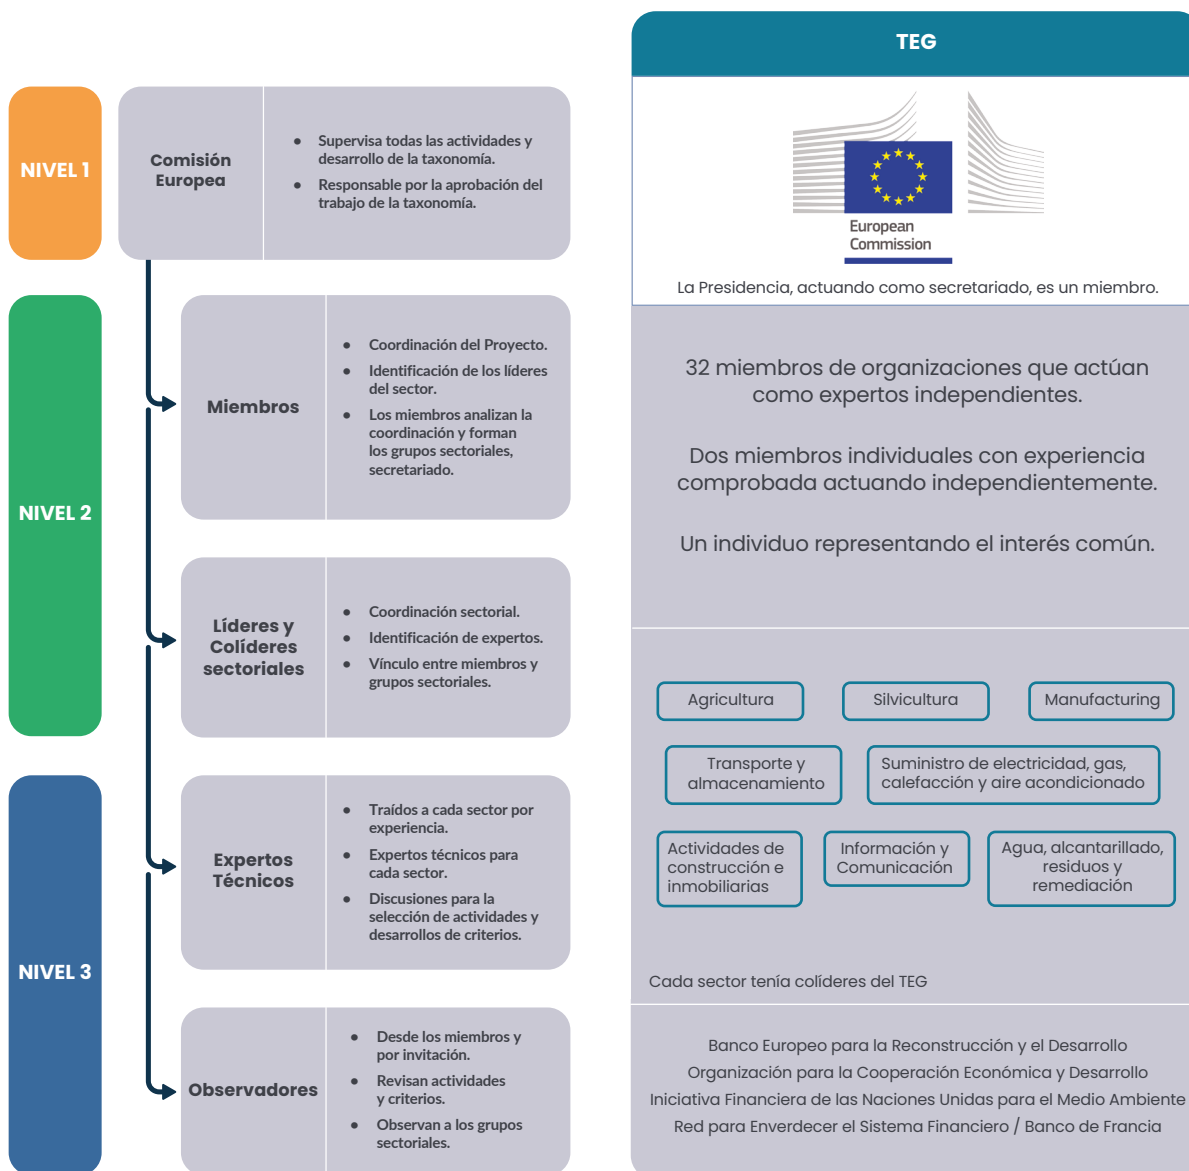 NIVEL 1
Comisión
Europea
• Supervisa todas las actividades y
desarrollo de la taxonomía.
• Responsable por la aprobación del
trabajo de la taxonomía.
NIVEL 2
Miembros
• Coordinación del Proyecto.
• Identificación de los líderes
del sector.
• Los miembros analizan la
coordinación y forman
los grupos sectoriales,
secretariado.
Líderes y
Colíderes
sectoriales
• Coordinación sectorial.
• Identificación de expertos.
• Vínculo entre miembros y
grupos sectoriales.
NIVEL 3
Expertos
Técnicos
• Traídos a cada sector por
experiencia.
• Expertos técnicos para
cada sector.
• Discusiones para la
selección de actividades y
desarrollos de criterios.
Observadores
• Desde los miembros y
por invitación.
• Revisan actividades
y criterios.
• Observan a los grupos
sectoriales.
TEG
European
Commission
La Presidencia, actuando como secretariado, es un miembro.
32 miembros de organizaciones que actúan
como expertos independientes.
Dos miembros individuales con experiencia
comprobada actuando independientemente.
Un individuo representando el interés común.
Agricultura
Silvicultura
Manufacturing
Transporte y
almacenamiento
Suministro de electricidad, gas,
calefacción y aire acondicionado
Actividades de
construcción e
inmobiliarias
Información y
Comunicación
Agua, alcantarillado,
residuos y
remediación
Cada sector tenía colíderes del TEG
Banco Europeo para la Reconstrucción y el Desarrollo
Organización para la Cooperación Económica y Desarrollo
Iniciativa Financiera de las Naciones Unidas para el Medio Ambiente
Red para Enverdecer el Sistema Financiero / Banco de Francia